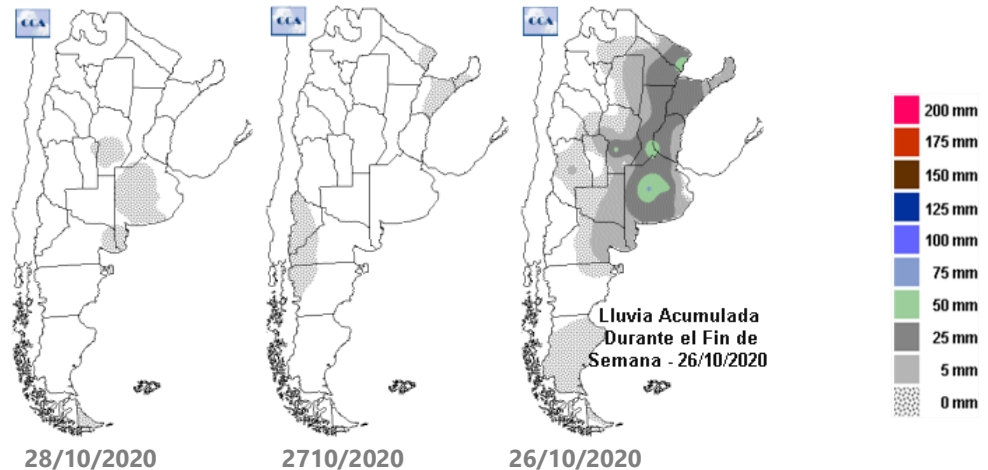 CCA
CCA
CCA
Lluvia Acumulada
Durante el Fin de
Semana - 26/10/2020
200 mm
175 mm
150 mm
125 mm
100 mm
75 mm
50 mm
25 mm
5 mm
0 mm
28/10/2020
2710/2020
26/10/2020